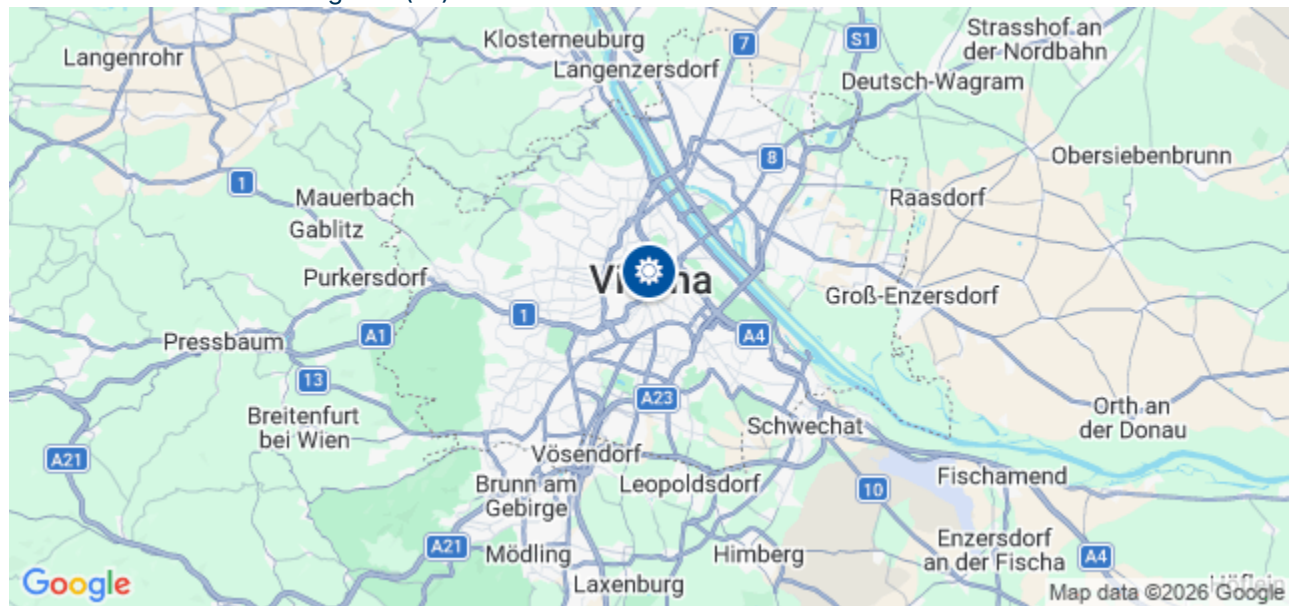 Klosterneuburg
7
S1
Strasshof an
der Nordbahn
Langenrohr
Langenzersdorf
Deutsch-Wagram
8
Obersiebenbrunn
1
Mauerbach
Raasdorf
Gablitz
Purkersdorf
Groß-Enzersdorf
1
A1
A4
Pressbaum
13
A23
Breitenfurt
bei Wien
Orth an
der Donau
Schwechat
A21
Vösendorf
Brunn am
Gebirge
Leopoldsdorf
10
Fischamend
A21
Mödling
Himberg
Enzersdorf
an der Fischa
A4
Laxenburg
Google
Map data ©2026 Google